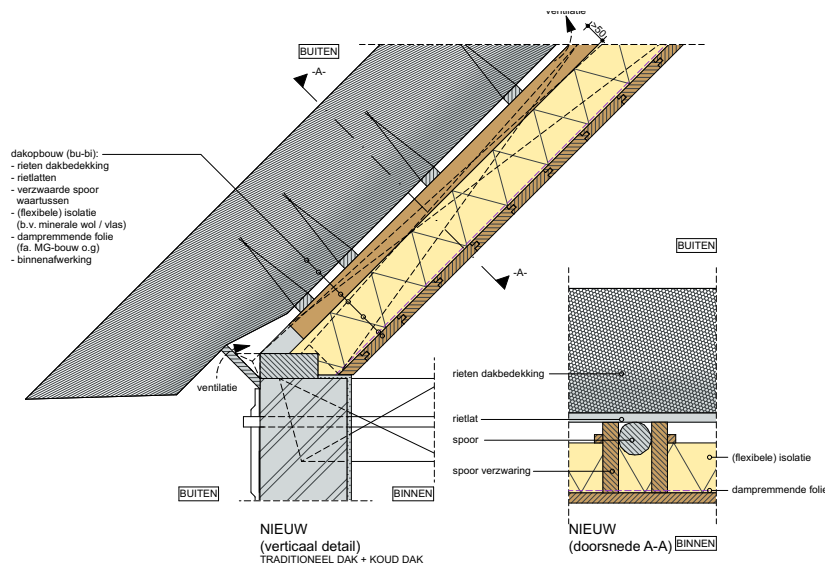 ventilatie
>50
BUITEN
-A-
dakopbouw (bu-bi):
- rieten dakbedekking
- rietlatten
- verzwaarde spoor
waartussen
- (flexibele) isolatie
(b.v. minerale wol / vlas)
- dampremmende folie
(fa. MG-bouw o.g)
- binnenafwerking
BUITEN
-A-
ventilatie
rieten dakbedekking
rietlat
spoor
(flexibele) isolatie
spoor verzwaring
dampremmende folie
BUITEN
BINNEN
NIEUW
(verticaal detail)
TRADITIONEEL DAK + KOUD DAK
NIEUW
(doorsnede A-A)
BINNEN